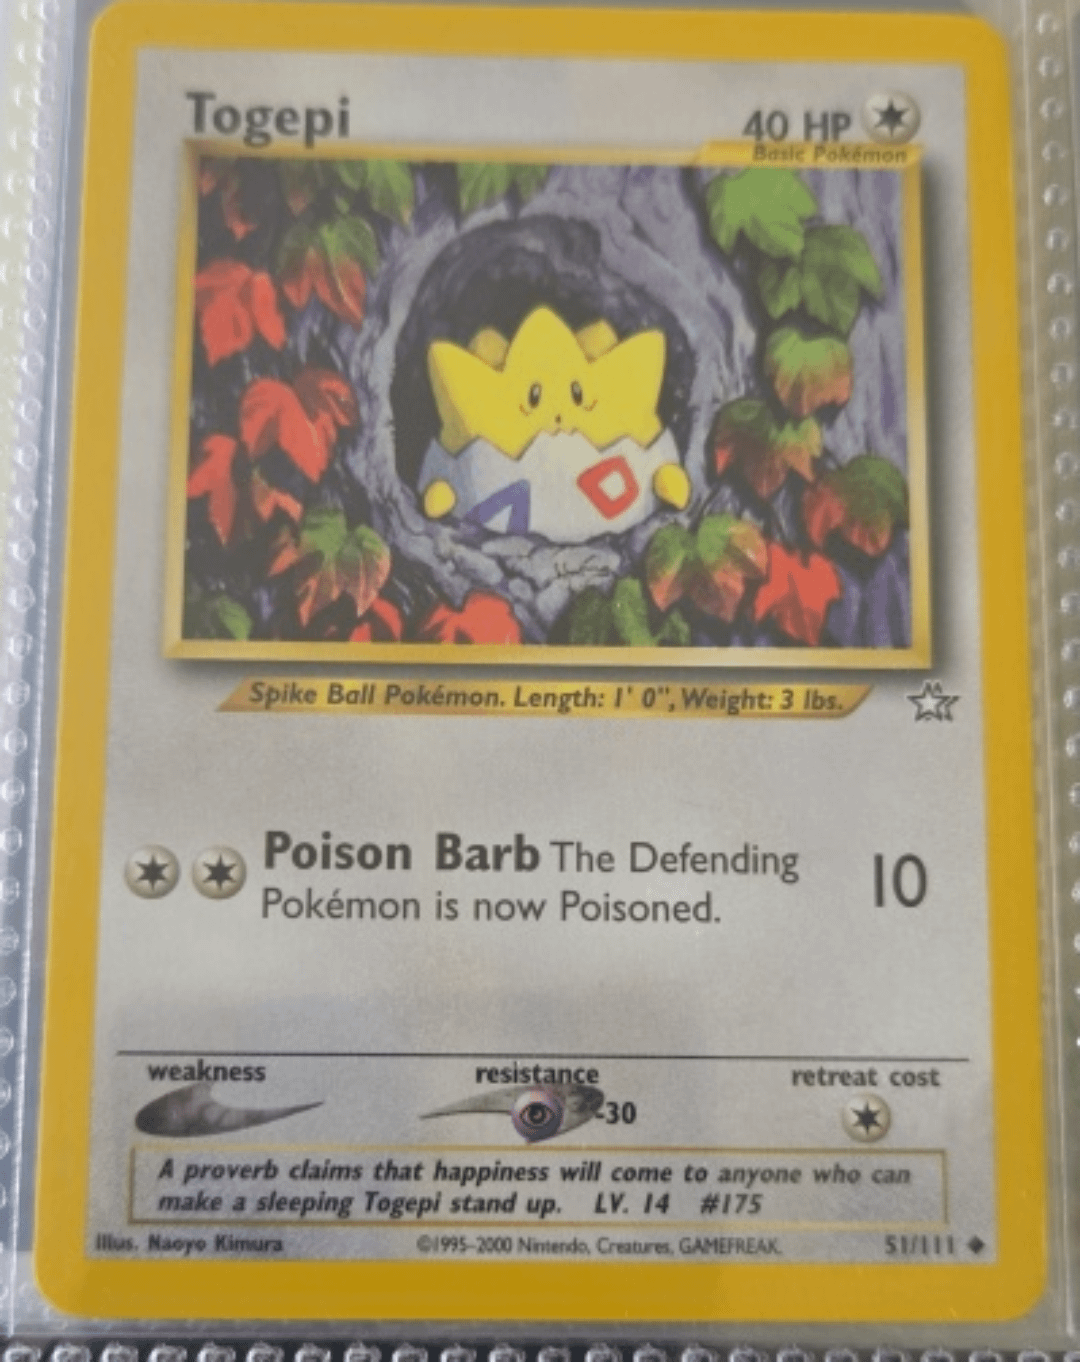 Togepi
40 HP
Basic Pokémon
Spike Ball Pokémon. Length: 1' 0", Weight: 3 lbs.
Poison Barb The Defending 10
Pokémon is now Poisoned.
weakness resistance retreat cost
-30
A proverb claims that happiness will come to anyone who can
make a sleeping Togepi stand up. LV. 14 #175
Illus. Naoyo Kimura ©1995-2000 Nintendo, Creatures, GAMEFREAK. 51/111